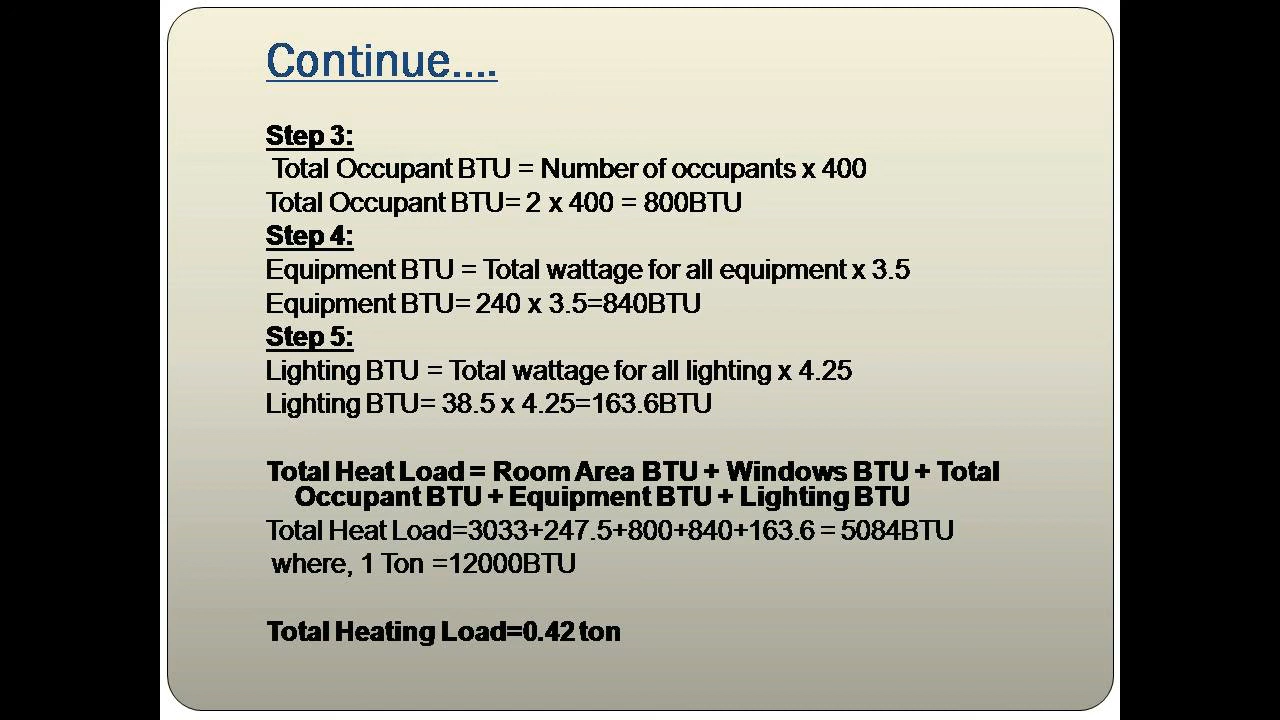 Continue....
Step 3:
Total Occupant BTU = Number of occupants x 400
Total Occupant BTU= 2 x 400 = 800BTU
Step 4:
Equipment BTU = Total wattage for all equipment x 3.5
Equipment BTU= 240 x 3.5=840BTU
Step 5:
Lighting BTU = Total wattage for all lighting x 4.25
Lighting BTU= 38.5 x 4.25=163.6BTU
Total Heat Load = Room Area BTU + Windows BTU + Total
Occupant BTU + Equipment BTU + Lighting BTU
Total Heat Load=3033+247.5+800+840+163.6 = 5084BTU
where, 1 Ton =12000BTU
Total Heating Load=0.42 ton